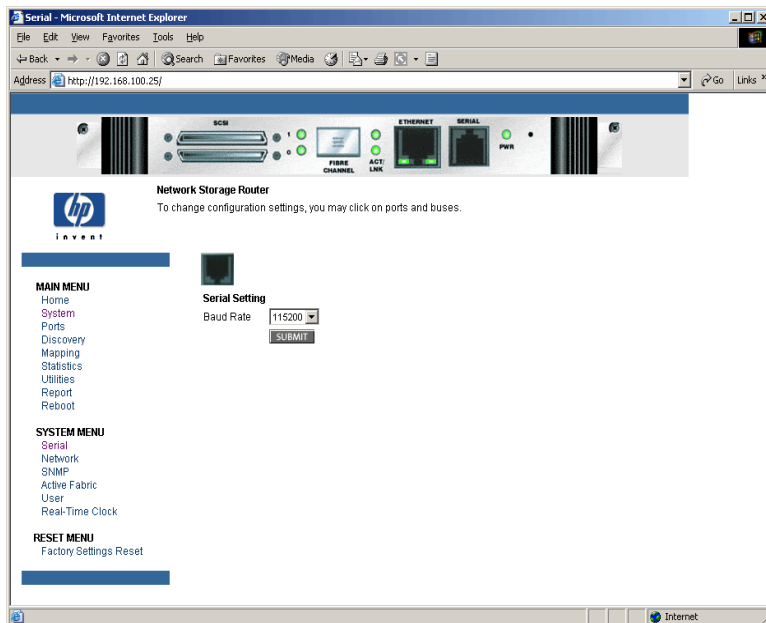 Serial - Microsoft Internet Explorer
File Edit View Favorites Tools Help
Back Search Favorites Media
Address http://192.168.100.25/ Go Links
SCSI ETHERNET SERIAL
1
0
PWR
FIBRE CHANNEL ACT/ LNK
Network Storage Router
To change configuration settings, you may click on ports and buses.
hp
invent
MAIN MENU
Home
System
Ports
Discovery
Mapping
Statistics
Utilities
Report
Reboot
Serial Setting
Baud Rate 115200
SUBMIT
SYSTEM MENU
Serial
Network
SNMP
Active Fabric
User
Real-Time Clock
RESET MENU
Factory Settings Reset
Internet